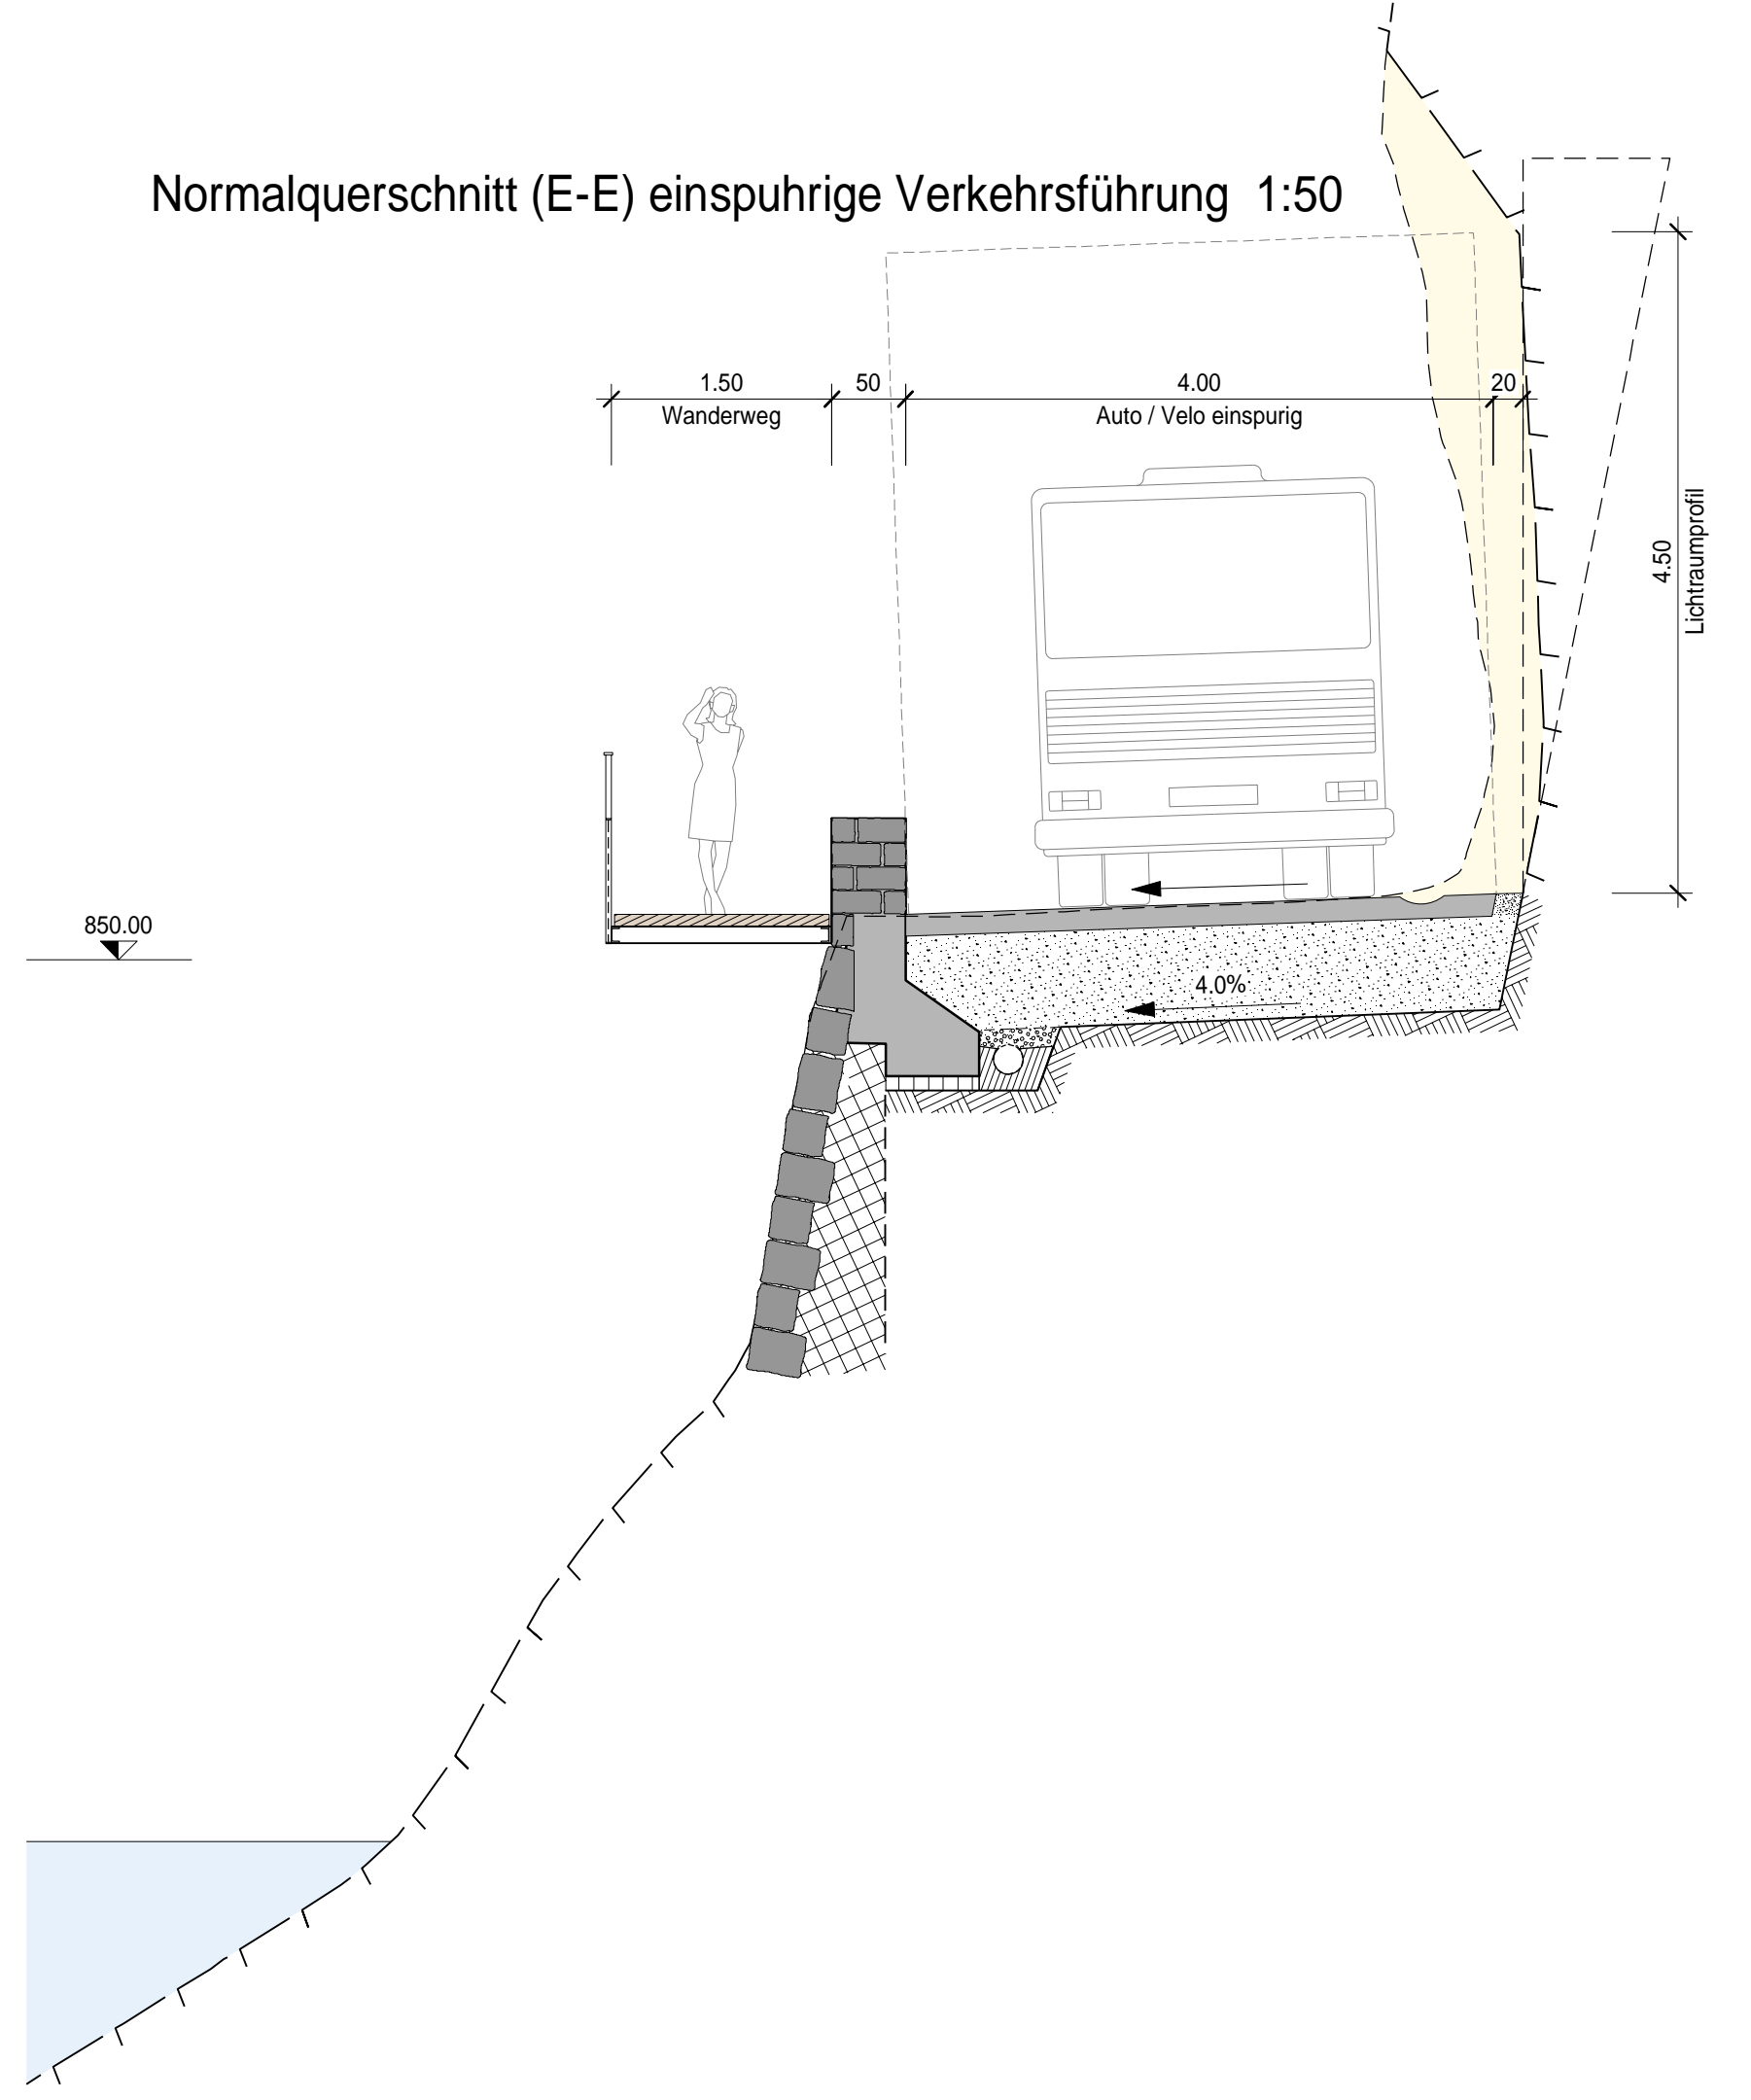 Normalquerschnitt (E-E) einspuhrige Verkehrsführung 1:50
1.50 50 4.00 20
Wanderweg Auto / Velo einspurig
4.50
Lichtraumprofil
850.00
4.0%